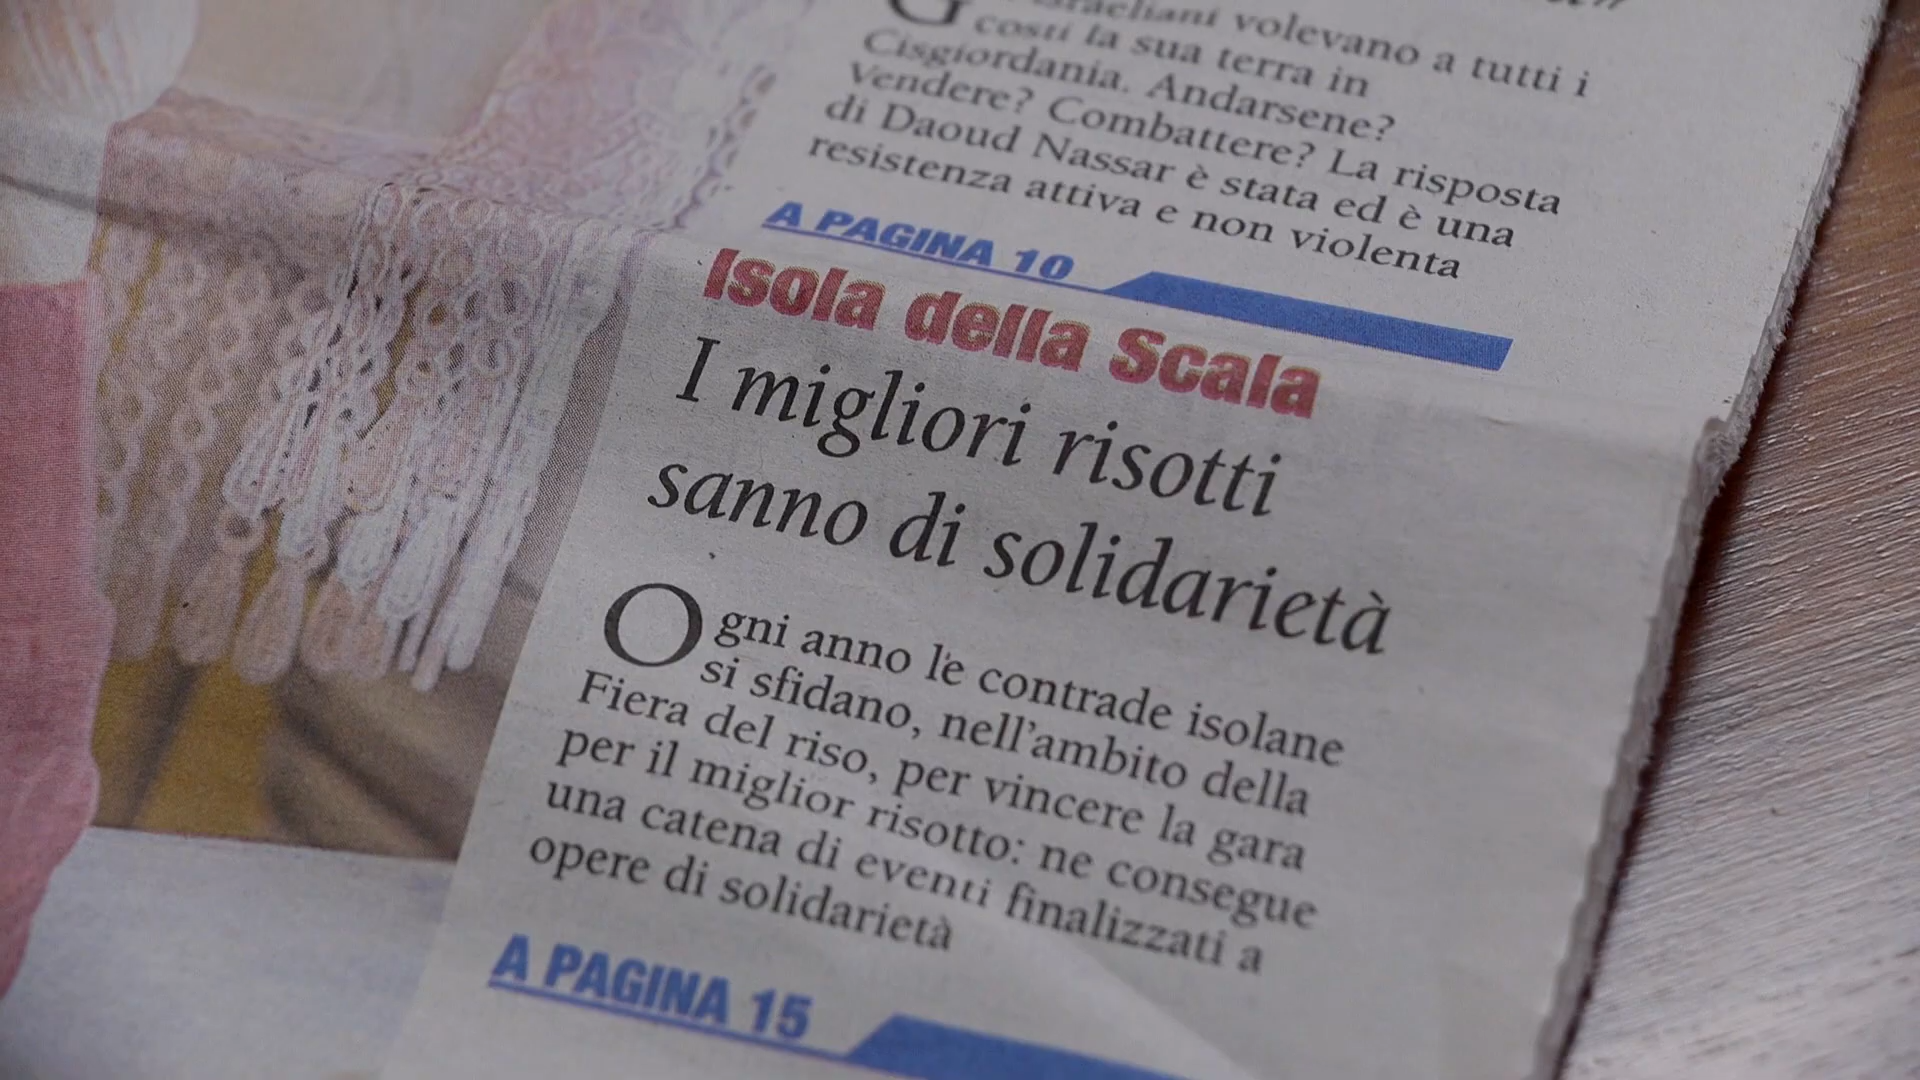 G israeliani volevano a tutti i
costi la sua terra in
Cisgiordania. Andarsene?
Vendere? Combattere? La risposta
di Daoud Nassar è stata ed è una
resistenza attiva e non violenta
A PAGINA 10
Isola della Scala
I migliori risotti
sanno di solidarietà
Ogni anno le contrade isolane
si sfidano, nell'ambito della
Fiera del riso, per vincere la gara
per il miglior risotto: ne consegue
una catena di eventi finalizzati a
opere di solidarietà
A PAGINA 15